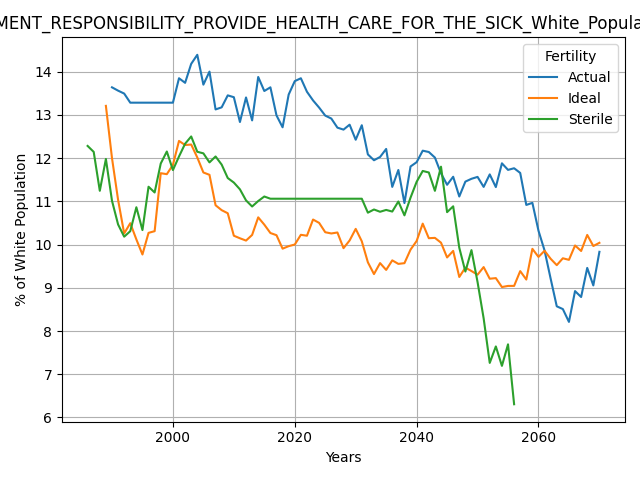 MENT_RESPONSIBILITY_PROVIDE_HEALTH_CARE_FOR_THE_SICK_White_Popula
Fertility
Actual
Ideal
Sterile
% of White Population
14
13
12
11
10
9
8
7
6
2000 2020 2040 2060
Years